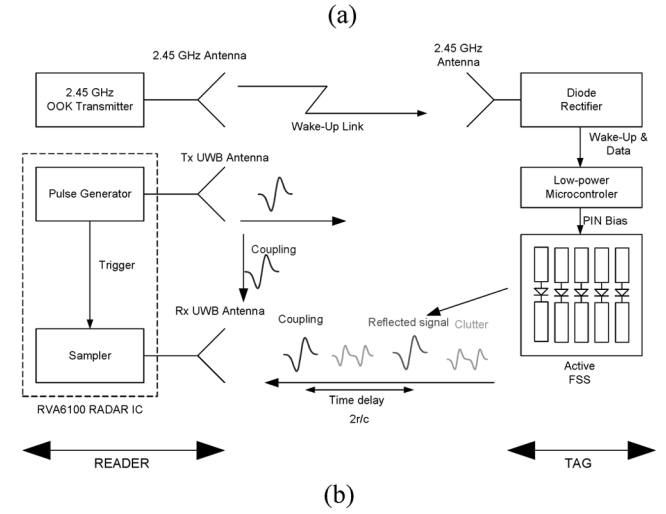 (a)
2.45 GHz Antenna
2.45 GHz
Antenna
2.45 GHz
OOK Transmitter
Diode
Rectifier
Wake-Up Link
Wake-Up &
Data
Tx UWB Antenna
Pulse Generator
Low-power
Microcontroler
PIN Bias
Coupling
Trigger
Rx UWB Antenna
Coupling
Reflected signal
Clutter
Sampler
Active
FSS
Time delay
2r/c
RVA6100 RADAR IC
READER
TAG
(b)